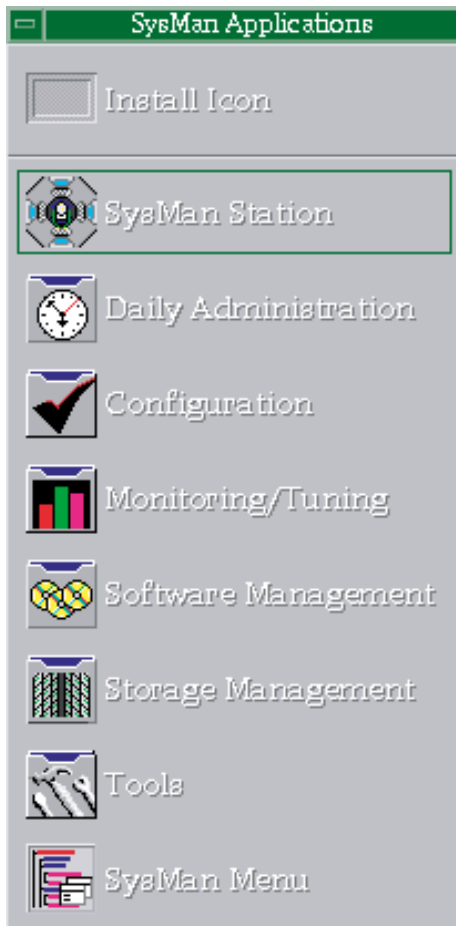 SysMan Applications
Install Icon
SysMan Station
Daily Administration
Configuration
Monitoring/Tuning
Software Management
Storage Management
Tools
SysMan Menu